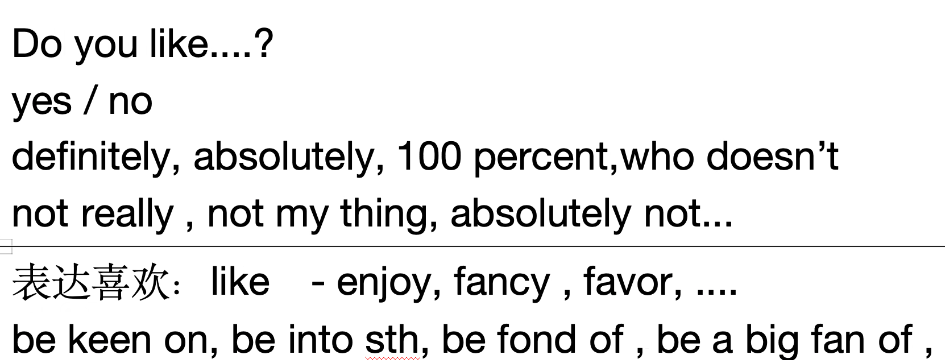 Do you like....?
yes / no
definitely, absolutely, 100 percent,who doesn’t
not really , not my thing, absolutely not...
表达喜欢：like - enjoy, fancy , favor, ....
be keen on, be into sth, be fond of , be a big fan of ,